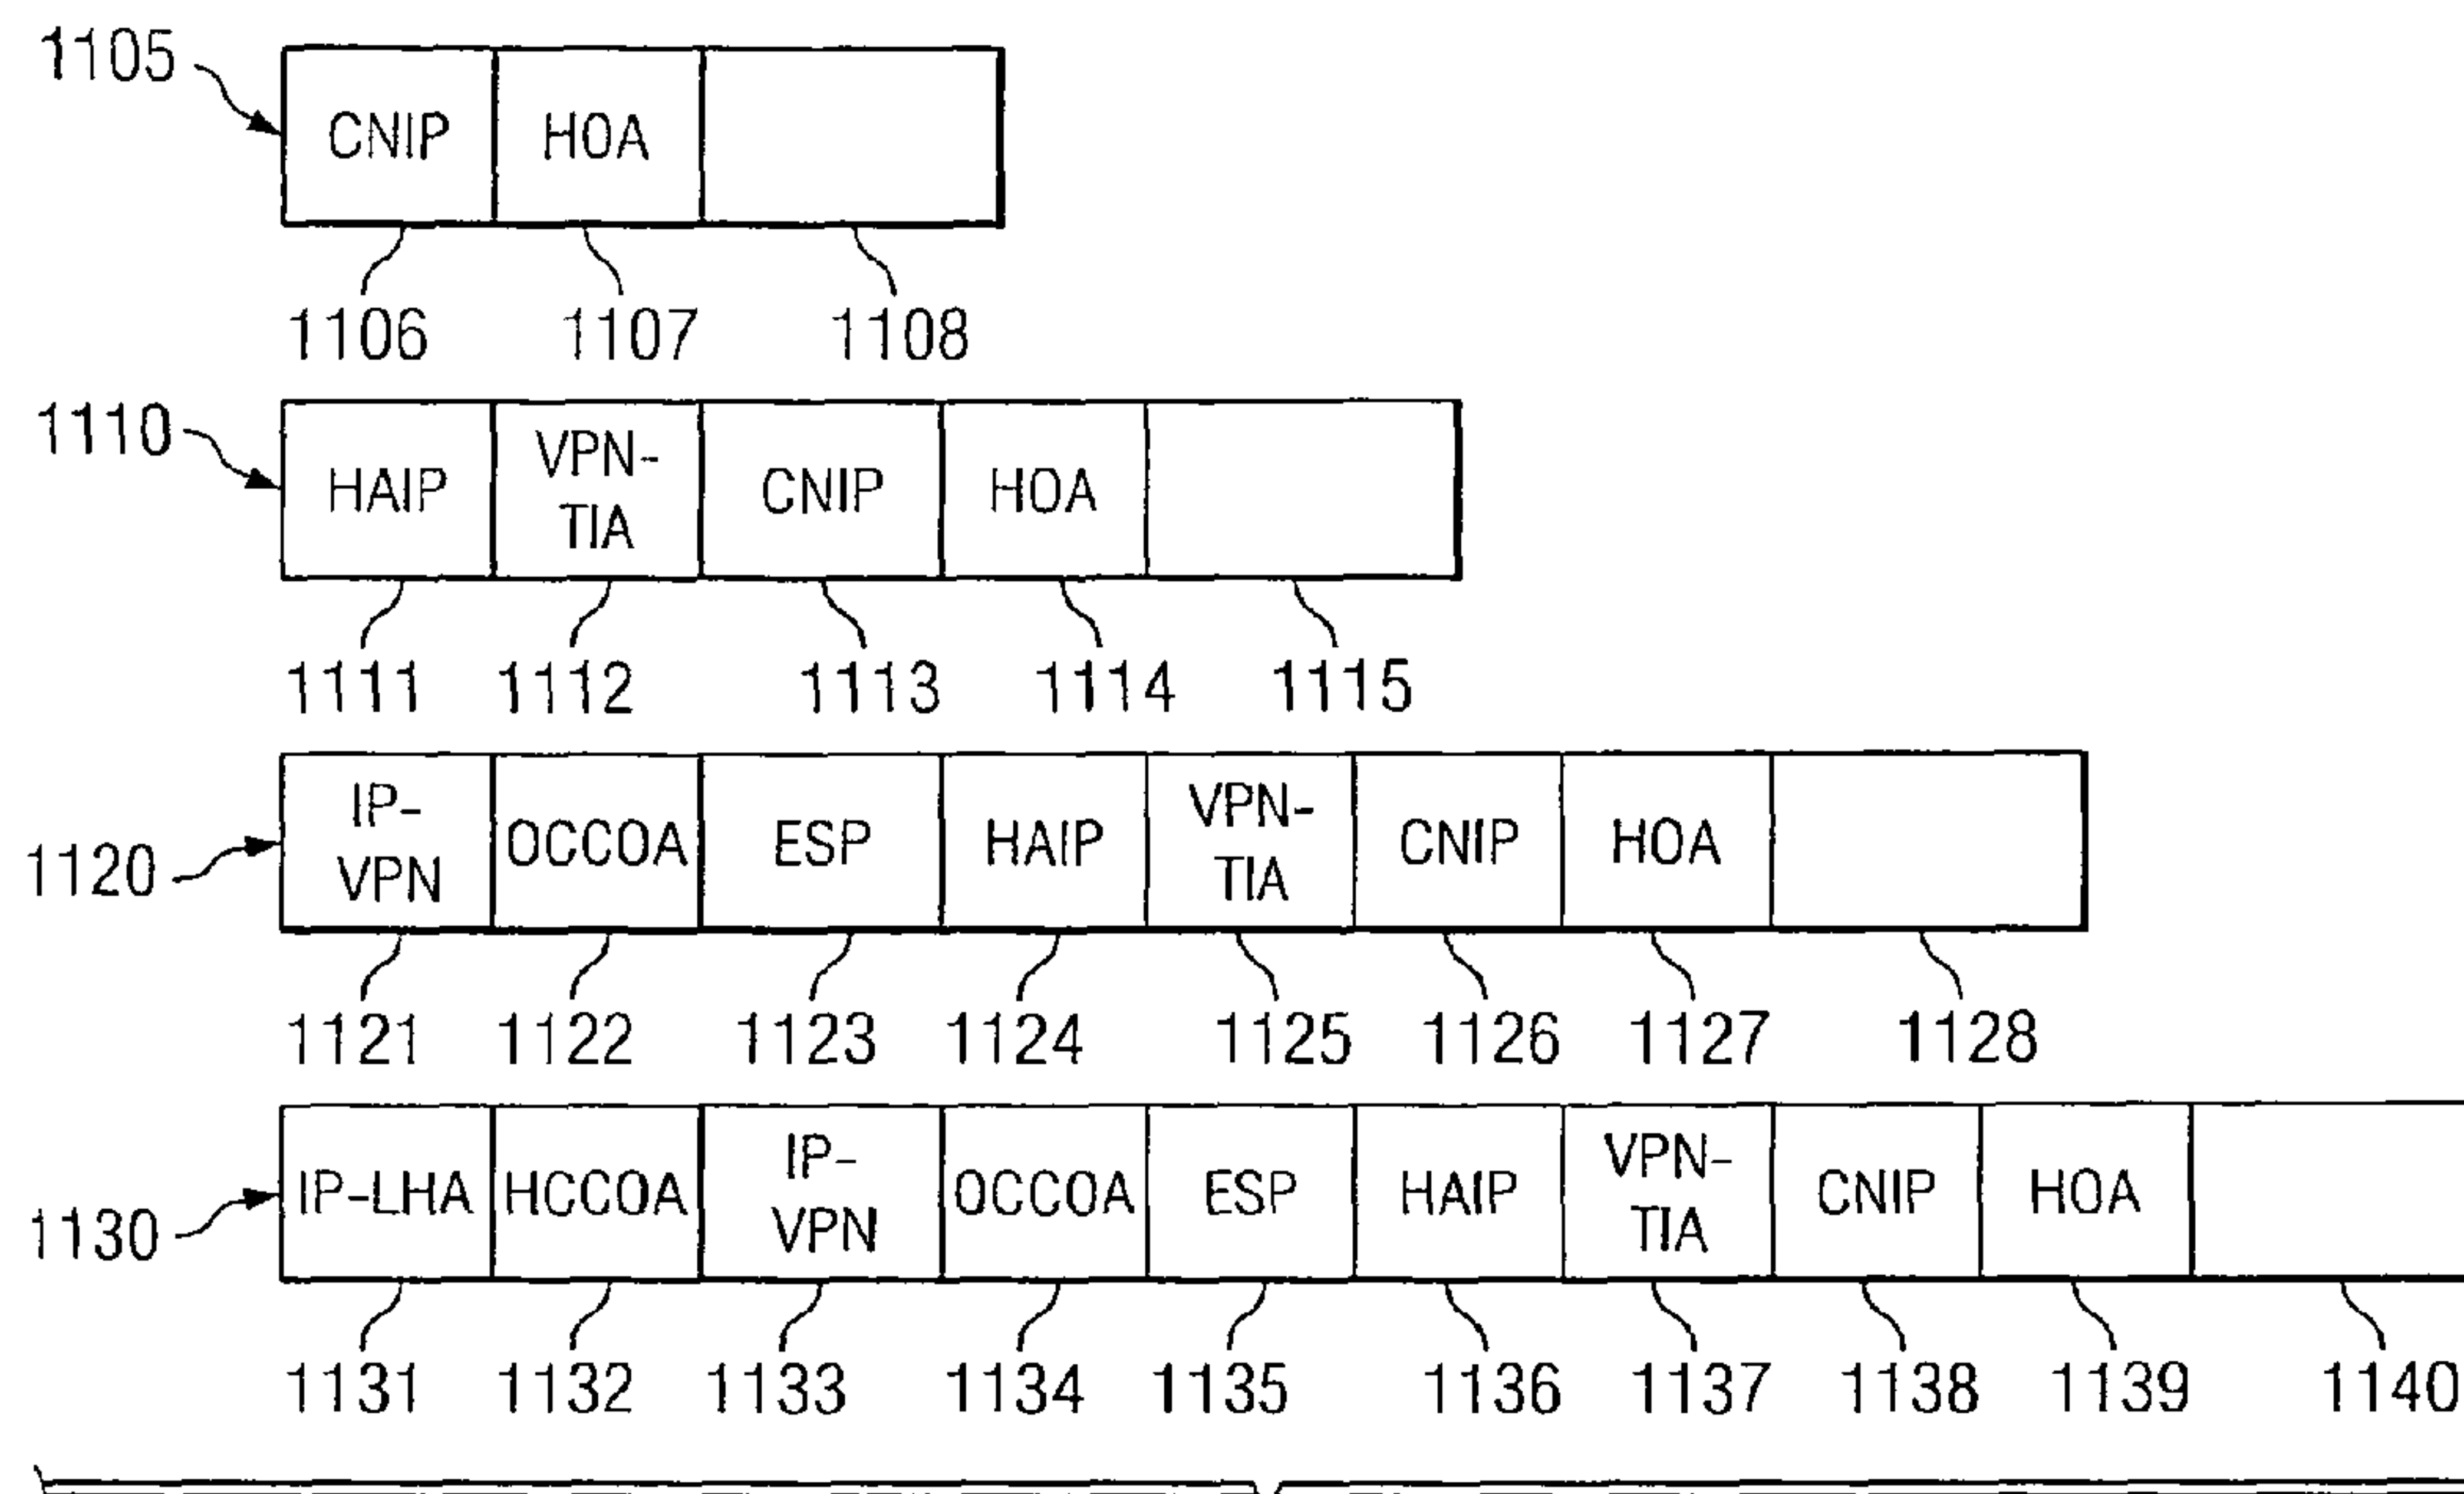 1105
CNIP HOA
1106 1107 1108
1110
HAIP VPN-TIA CNIP HOA
1111 1112 1113 1114 1115
1120
IP-VPN OCCOA ESP HAIP VPN-TIA CNIP HOA
1121 1122 1123 1124 1125 1126 1127 1128
1130
IP-LHA HCCOA IP-VPN OCCOA ESP HAIP VPN-TIA CNIP HOA
1131 1132 1133 1134 1135 1136 1137 1138 1139 1140